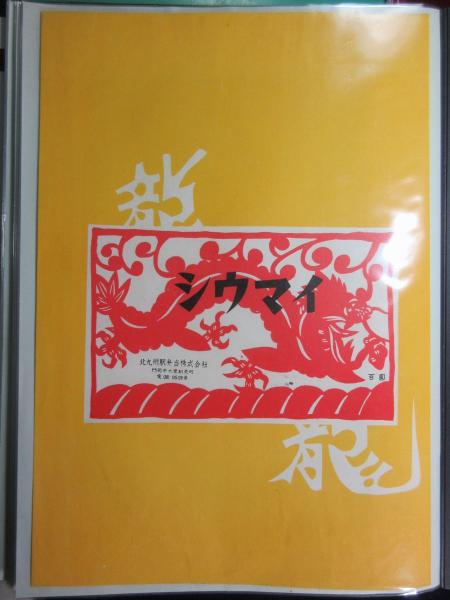 龍
シウマイ
北九州駅弁当株式会社
百圓
龍